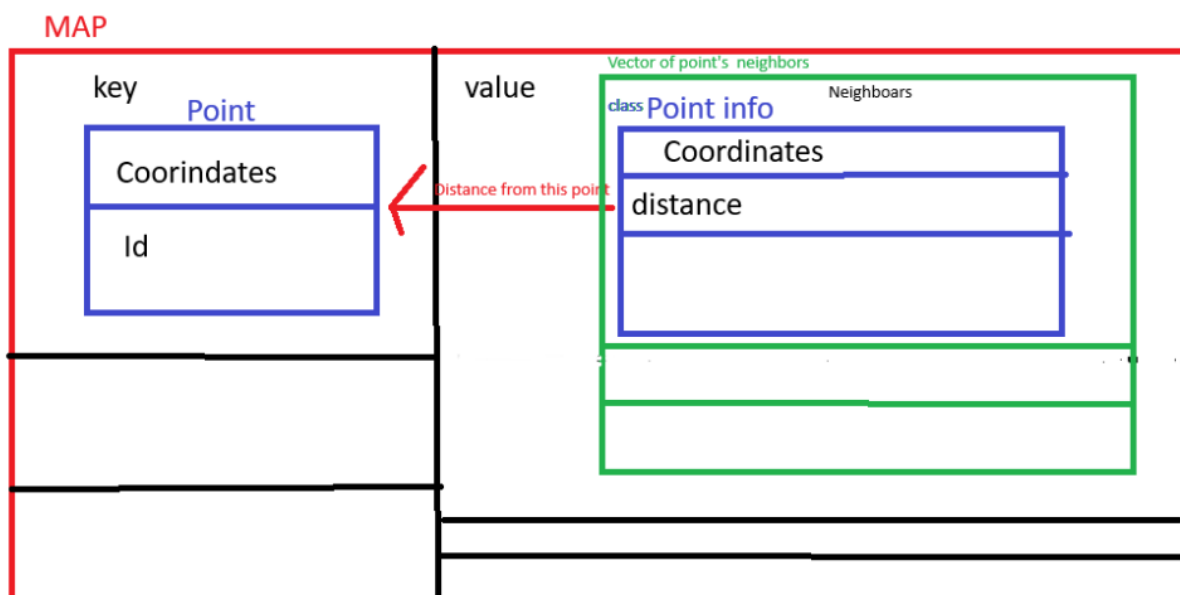 MAP
key
Point
Coorindates
Id
value
Distance from this point
Vector of point's neighbors
Neighboars
class Point info
Coordinates
distance